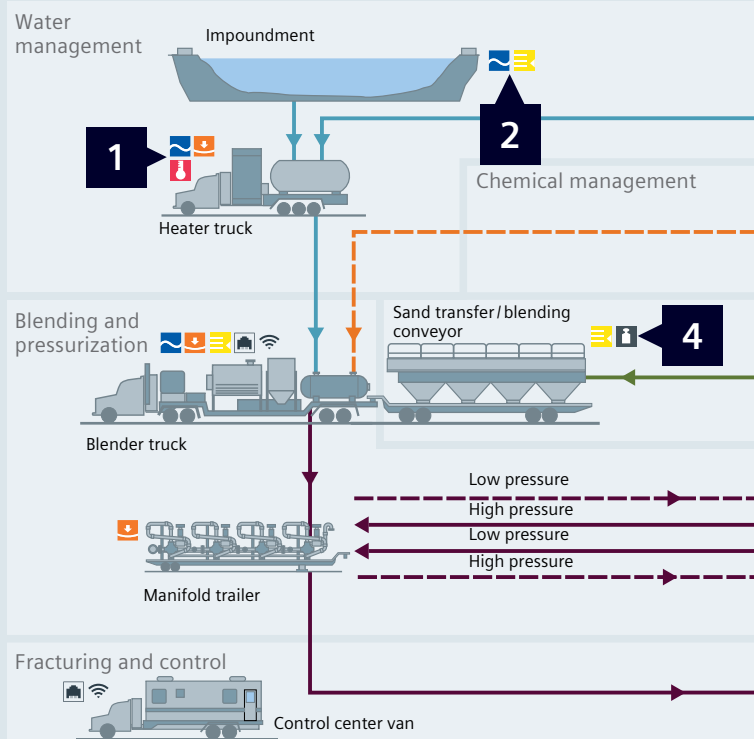 Water
management
Impoundment
1
2
Chemical management
Heater truck
Blending and
pressurization
Sand transfer/blending
conveyor
4
Blender truck
Low pressure
High pressure
Low pressure
High pressure
Manifold trailer
Fracturing and control
Control center van